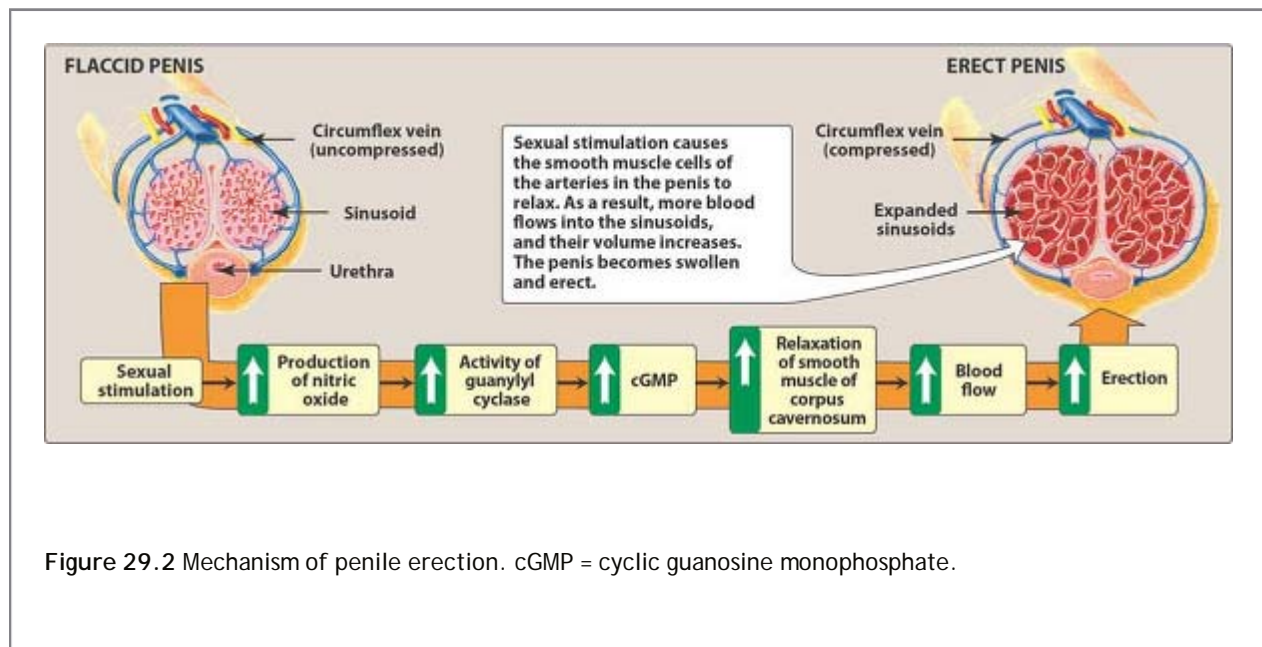 FLACCID PENIS
Circumflex vein
(uncompressed)
Sinusoid
Urethra
Sexual stimulation causes
the smooth muscle cells of
the arteries in the penis to
relax. As a result, more blood
flows into the sinusoids,
and their volume increases.
The penis becomes swollen
and erect.
ERECT PENIS
Circumflex vein
(compressed)
Expanded
sinusoids
Sexual
stimulation
Production
of nitric
oxide
Activity of
guanylyl
cyclase
cGMP
Relaxation
of smooth
muscle of
corpus
cavernosum
Blood
flow
Erection
Figure 29.2 Mechanism of penile erection. cGMP = cyclic guanosine monophosphate.